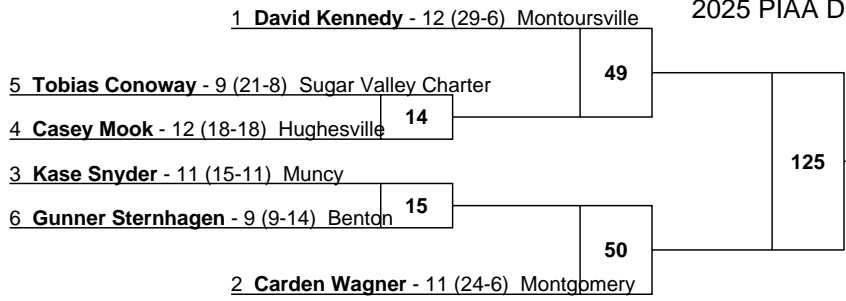 2025 PIAA D
1 David Kennedy - 12 (29-6) Montoursville
49
5 Tobias Conoway - 9 (21-8) Sugar Valley Charter
14
4 Casey Mook - 12 (18-18) Hughesville
125
3 Kase Snyder - 11 (15-11) Muncy
15
6 Gunner Sternhagen - 9 (9-14) Benton
50
2 Carden Wagner - 11 (24-6) Montgomery